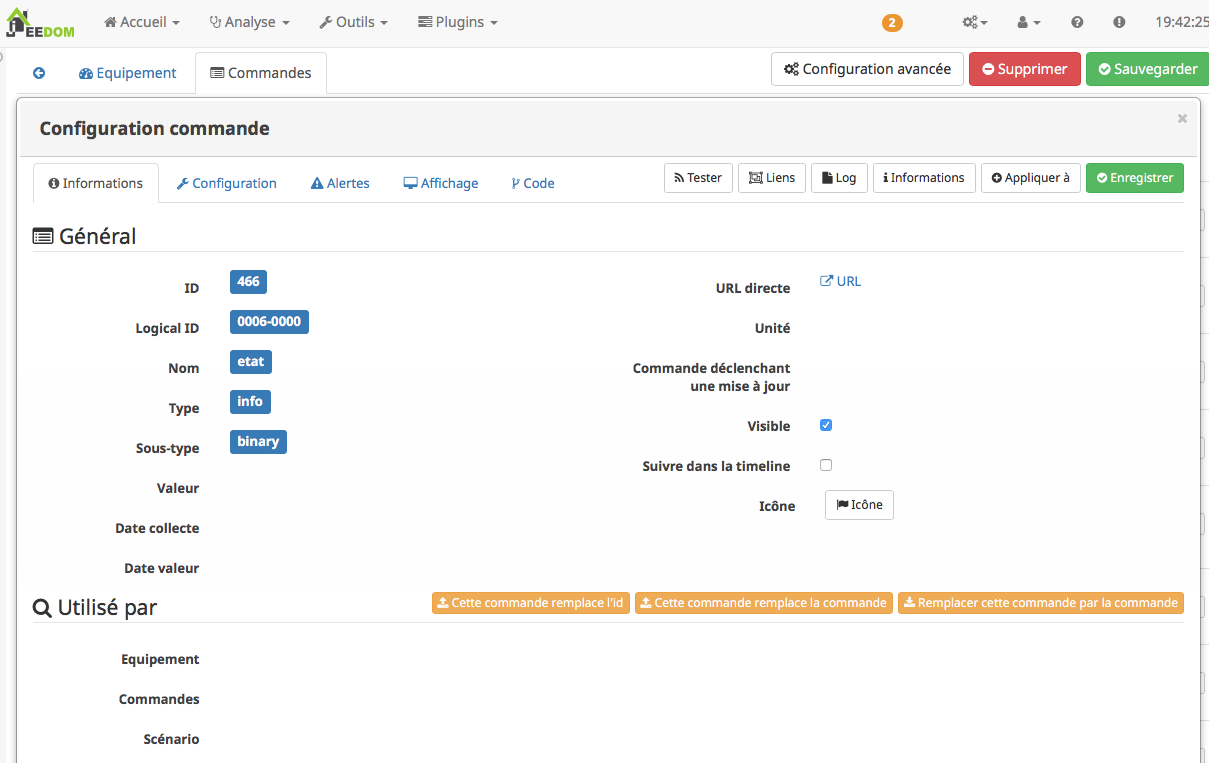 JEEDOM Accueil Analyse Outils Plugins 2 19:42:25
Equipement Commandes Configuration avancée Supprimer Sauvegarder
Configuration commande ×
Informations Configuration Alertes Affichage Code Tester Liens Log Informations Appliquer à Enregistrer
Général
ID 466 URL directe URL
Logical ID 0006-0000 Unité
Nom etat Commande déclenchant
une mise à jour
Type info
Sous-type binary Visible
Suivre dans la timeline
Valeur Icône Icône
Date collecte
Date valeur
Utilisé par Cette commande remplace l'id Cette commande remplace la commande Remplacer cette commande par la commande
Equipement
Commandes
Scénario